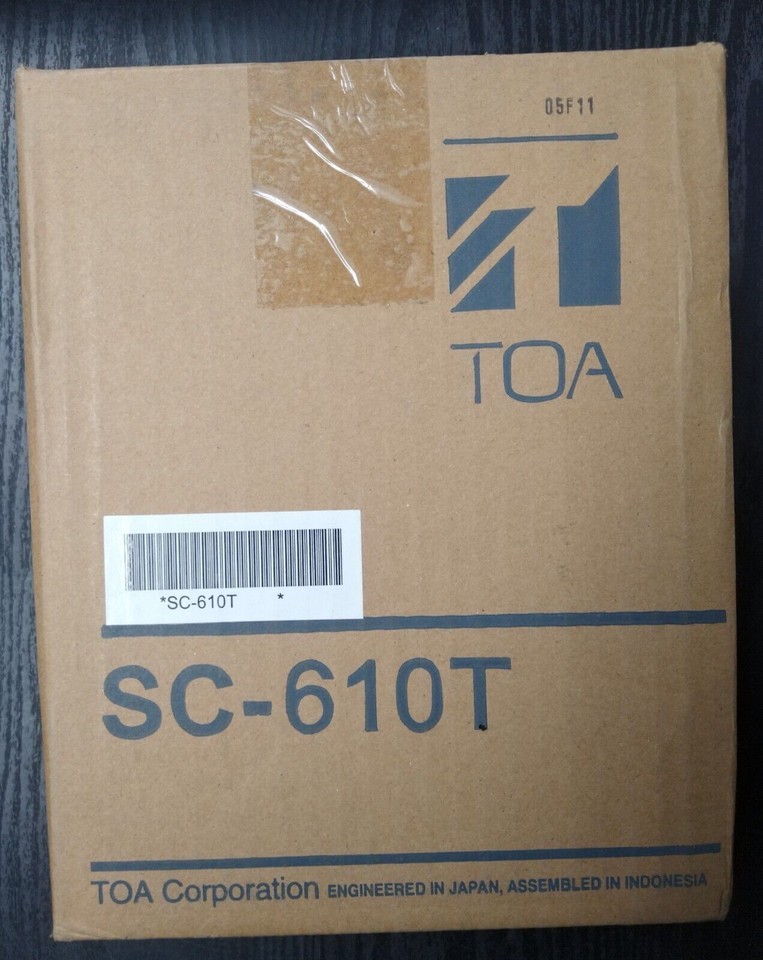 05F11
TOA
*SC-610T *
SC-610T
TOA Corporation ENGINEERED IN JAPAN, ASSEMBLED IN INDONESIA